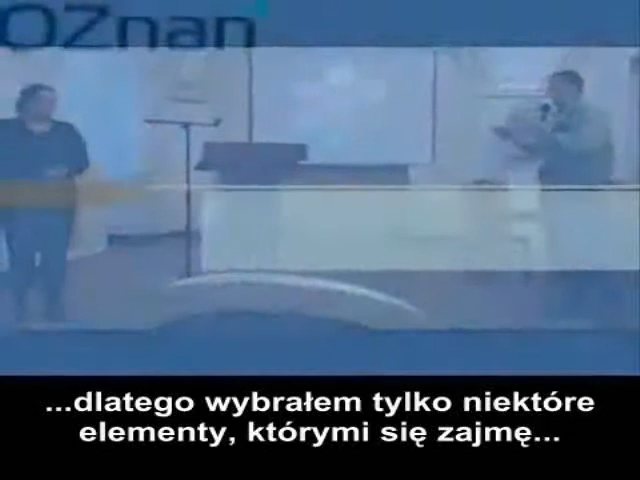 OZnan
...dlatego wybrałem tylko niektóre
elementy, którymi się zajmę...